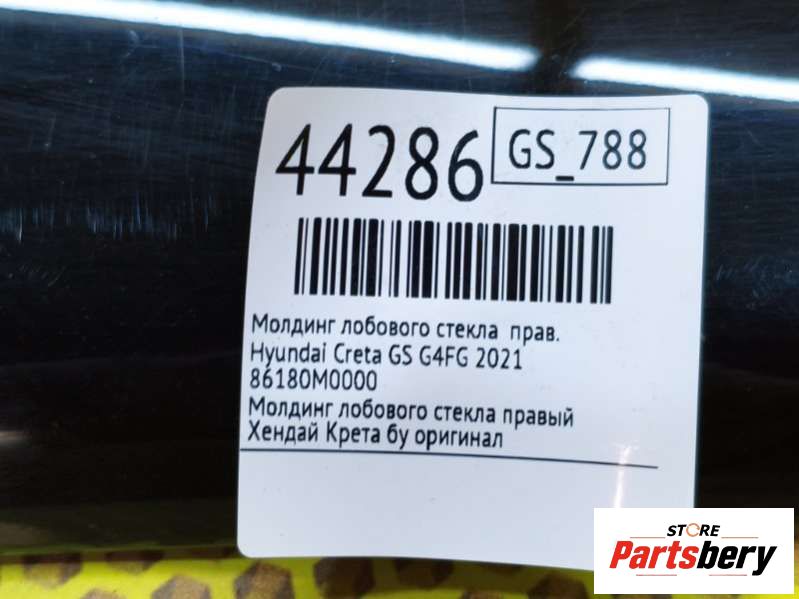 44286
GS_788
Молдинг лобового стекла прав.
Hyundai Creta GS G4FG 2021
86180M0000
Молдинг лобового стекла правый
Хендай Крета бу оригинал
STORE
Partsbery